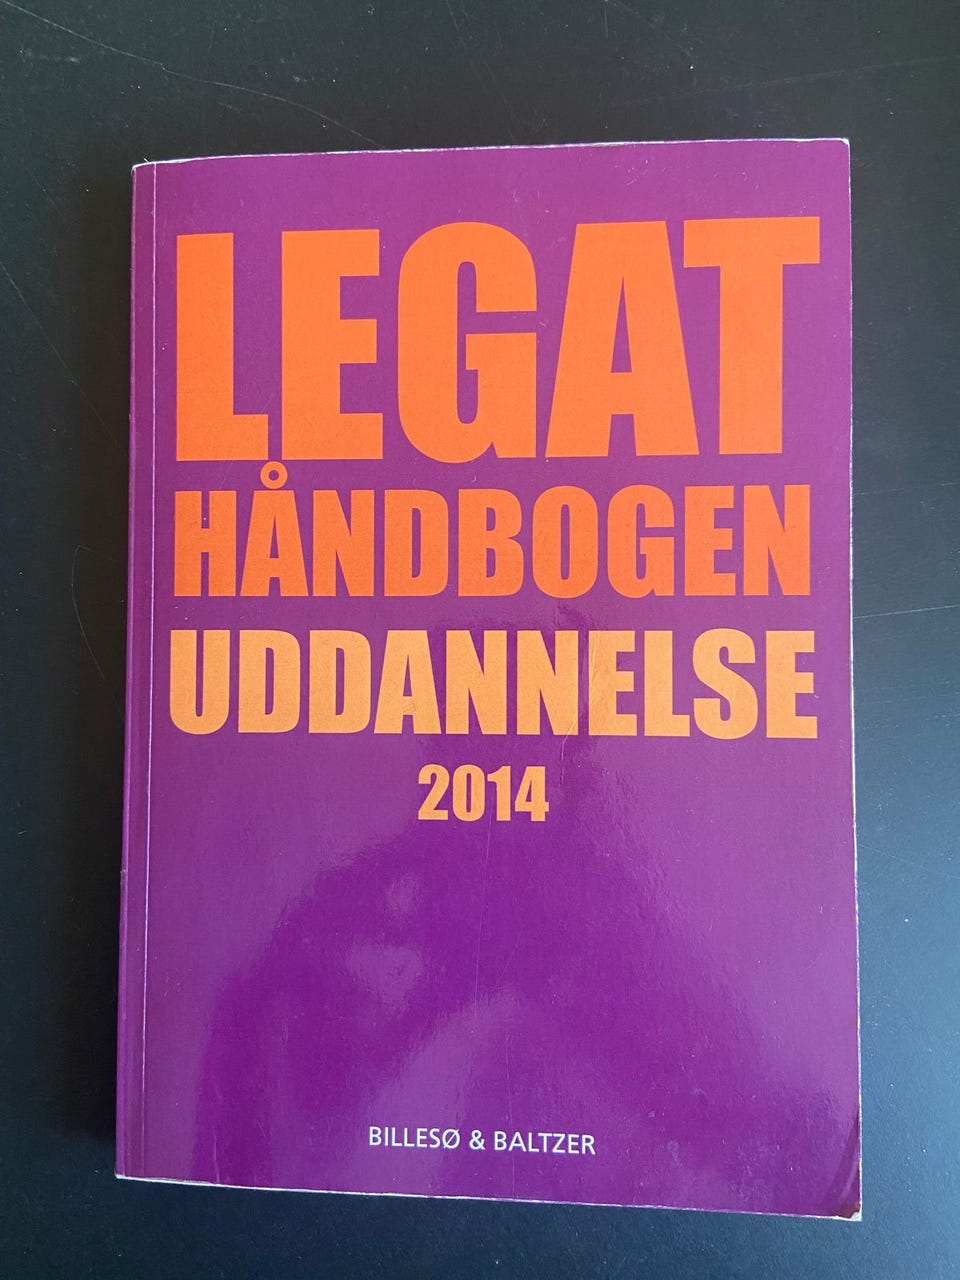 LEGAT
HÅNDBOGEN
UDDANNELSE
2014
BILLESØ & BALTZER